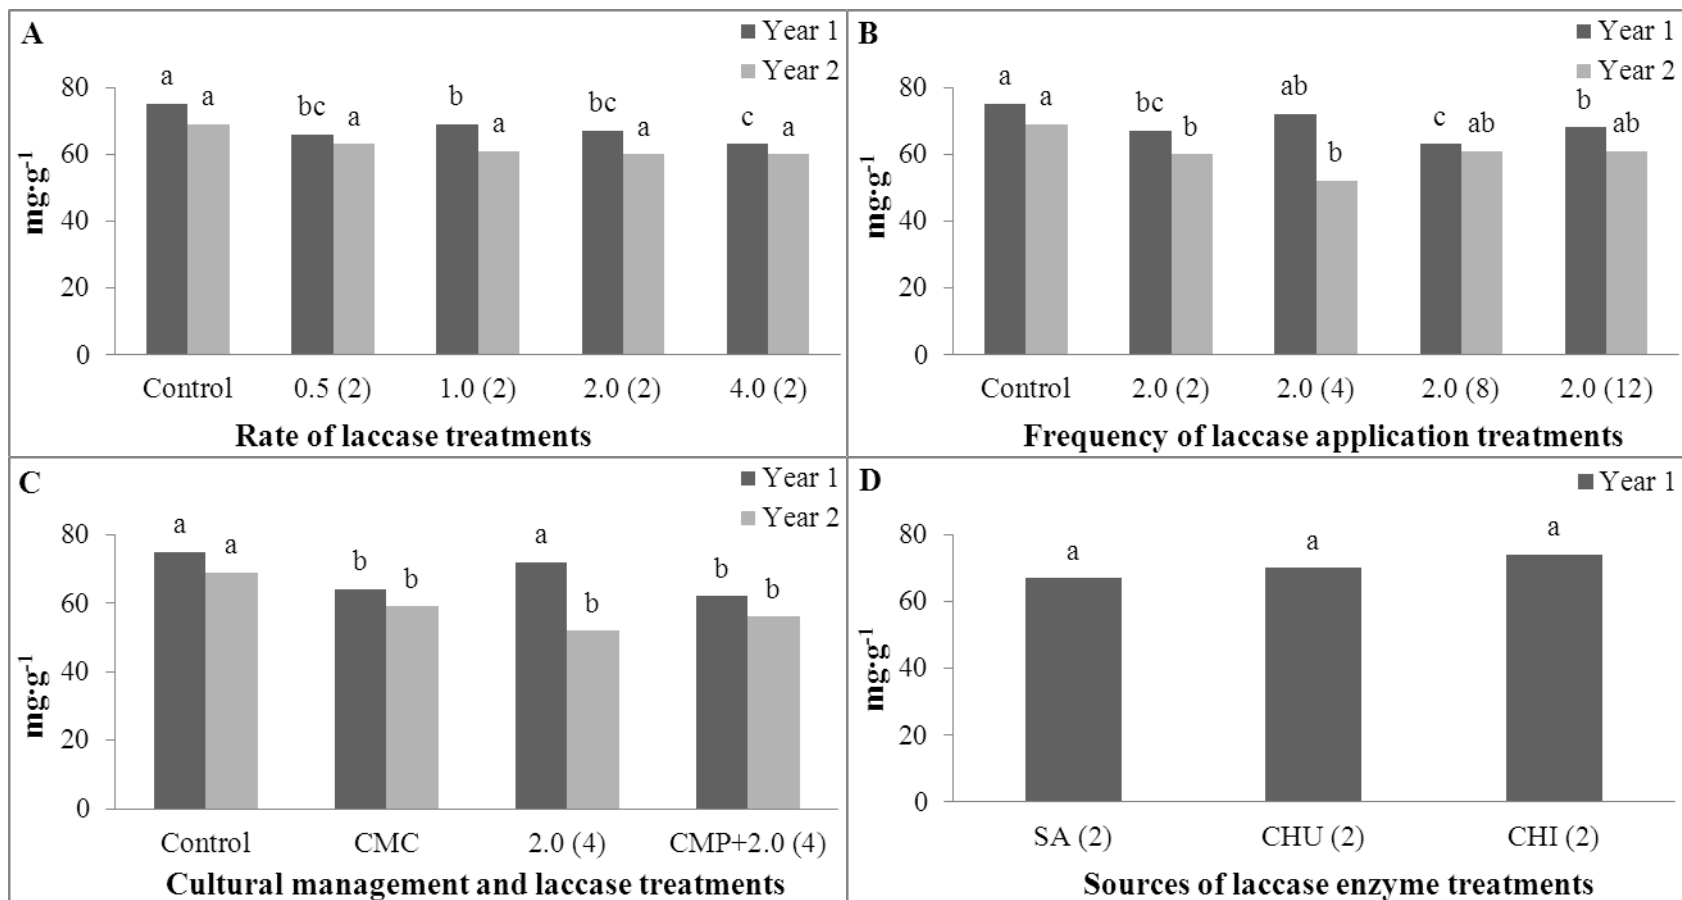 A
Year 1
Year 2
a a bc a b a bc a c a
80
60
40
20
0
mg·g-1
Control 0.5 (2) 1.0 (2) 2.0 (2) 4.0 (2)
Rate of laccase treatments
B
Year 1
Year 2
a a bc b ab b c ab b ab
80
60
40
20
0
mg·g-1
Control 2.0 (2) 2.0 (4) 2.0 (8) 2.0 (12)
Frequency of laccase application treatments
C
Year 1
Year 2
a a b b a b b b
80
60
40
20
0
mg·g-1
Control CMC 2.0 (4) CMP+2.0 (4)
Cultural management and laccase treatments
D
Year 1
a a a
80
60
40
20
0
mg·g-1
SA (2) CHU (2) CHI (2)
Sources of laccase enzyme treatments